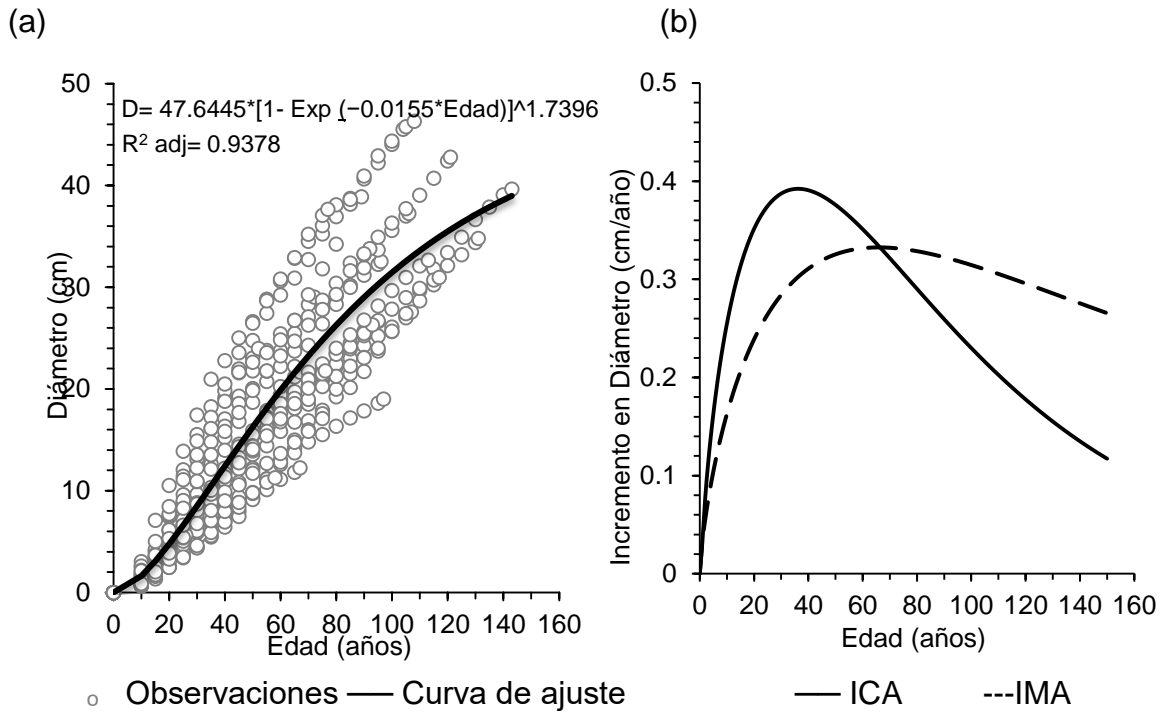 (a)
(b)
D= 47.6445*[1- Exp (−0.0155*Edad)]^1.7396
R² adj= 0.9378
Diámetro (cm)
50
40
30
20
10
0
0 20 40 60 80 100 120 140 160
Edad (años)
Incremento en Diámetro (cm/año)
0.5
0.4
0.3
0.2
0.1
0
0 20 40 60 80 100 120 140 160
Edad (años)
Observaciones Curva de ajuste
ICA IMA